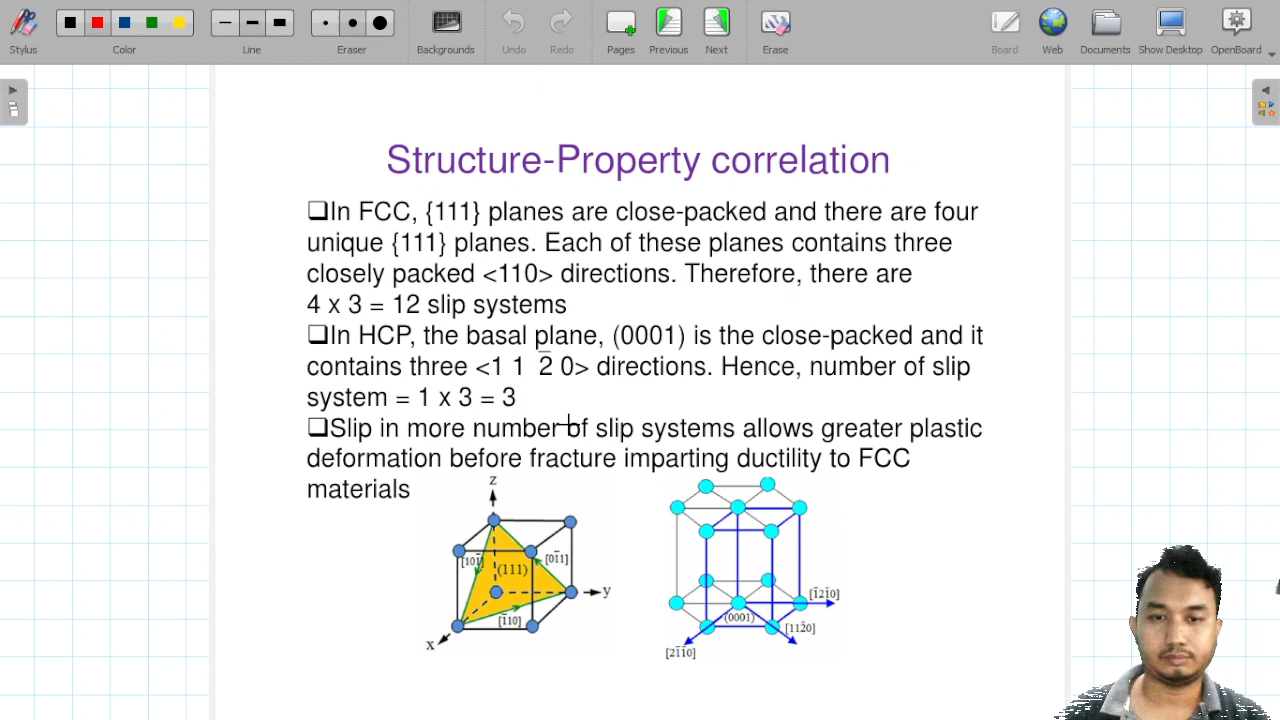 Stylus Color Line Eraser Backgrounds Undo Redo Pages Previous Next Erase Board Web Documents Show Desktop OpenBoard
Structure-Property correlation
❑In FCC, {111} planes are close-packed and there are four
unique {111} planes. Each of these planes contains three
closely packed <110> directions. Therefore, there are
4 x 3 = 12 slip systems
❑In HCP, the basal plane, (0001) is the close-packed and it
contains three <1 1 2̅ 0> directions. Hence, number of slip
system = 1 x 3 = 3
❑Slip in more number of slip systems allows greater plastic
deformation before fracture imparting ductility to FCC
materials
z
[101̅]
(111)
[01̅1]
y
[1̅10]
x
[1̅21̅0]
(0001)
[112̅0]
[21̅1̅0]